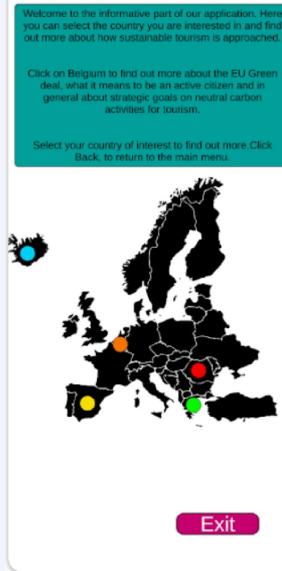 Welcome to the informative part of our application. Here
you can select the country you are interested in and find
out more about how sustainable tourism is approached.
Click on Belgium to find out more about the EU Green
deal, what it means to be an active citizen and in
general about strategic goals on neutral carbon
activities for tourism.
Select your country of interest to find out more.Click
Back, to return to the main menu.
Exit